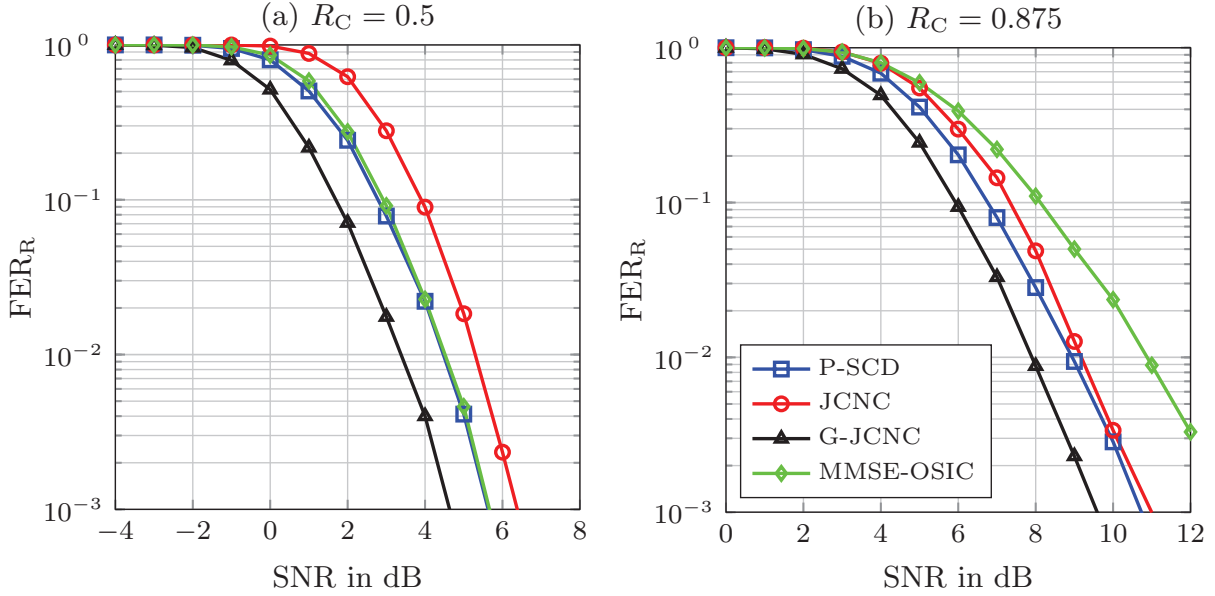 (a) R_C = 0.5
10^0
10^−1
10^−2
10^−3
FER_R
−4 −2 0 2 4 6 8
SNR in dB
(b) R_C = 0.875
10^0
10^−1
10^−2
10^−3
FER_R
P-SCD
JCNC
G-JCNC
MMSE-OSIC
0 2 4 6 8 10 12
SNR in dB